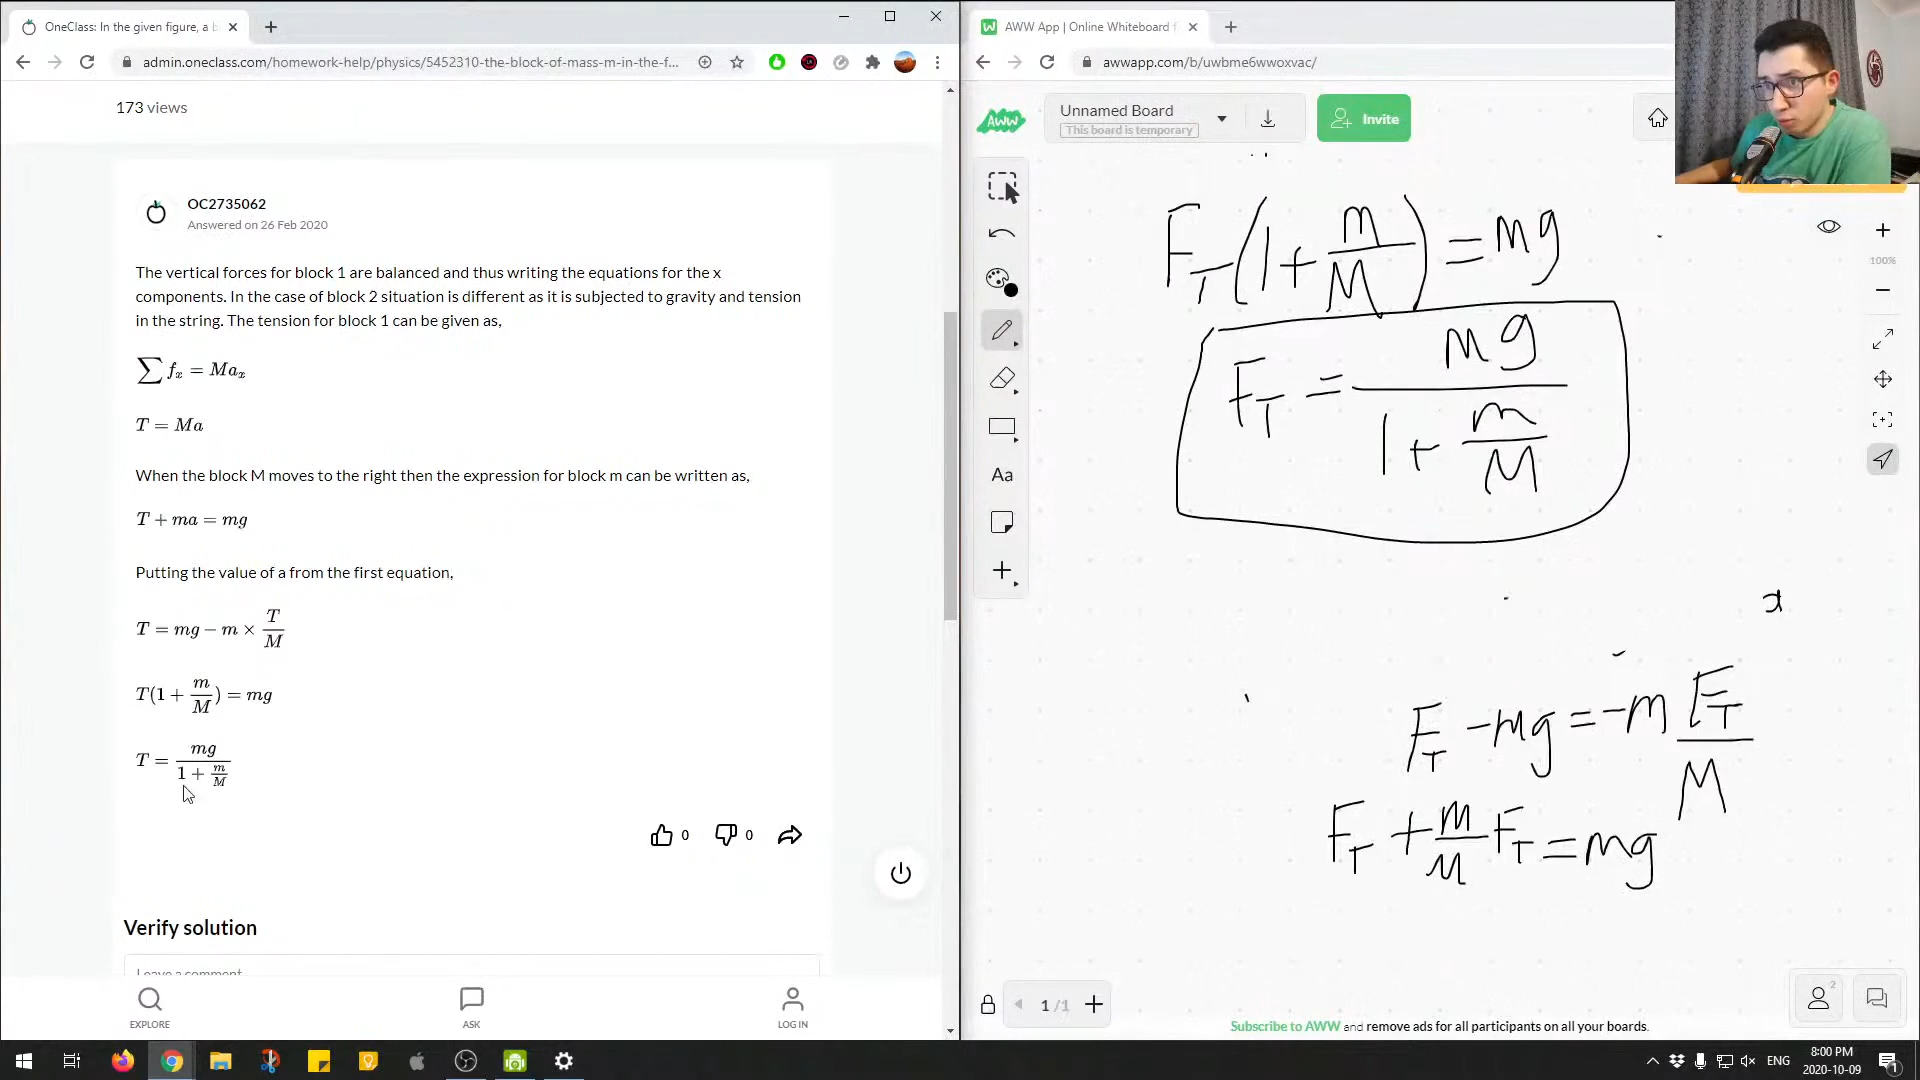 OneClass: In the given figure, a b
admin.oneclass.com/homework-help/physics/5452310-the-block-of-mass-m-in-the-f...
173 views
OC2735062
Answered on 26 Feb 2020
The vertical forces for block 1 are balanced and thus writing the equations for the x
components. In the case of block 2 situation is different as it is subjected to gravity and tension
in the string. The tension for block 1 can be given as,
∑ fₓ = Maₓ
T = Ma
When the block M moves to the right then the expression for block m can be written as,
T + ma = mg
Putting the value of a from the first equation,
T = mg − m × T/M
T(1 + m/M) = mg
T = mg/(1 + m/M)
0 0
Verify solution
Leave a comment
EXPLORE ASK LOG IN
AWW App | Online Whiteboard f
awwapp.com/b/uwbme6wwoxvac/
AWW
Unnamed Board
This board is temporary
Invite
100%
Aa
F_T(1 + m/M) = mg
F_T = mg/(1 + m/M)
x
F_T − mg = −m F_T/M
F_T + m/M F_T = mg
1 /1
2
Subscribe to AWW and remove ads for all participants on all your boards.
ENG
8:00 PM
2020-10-09
1